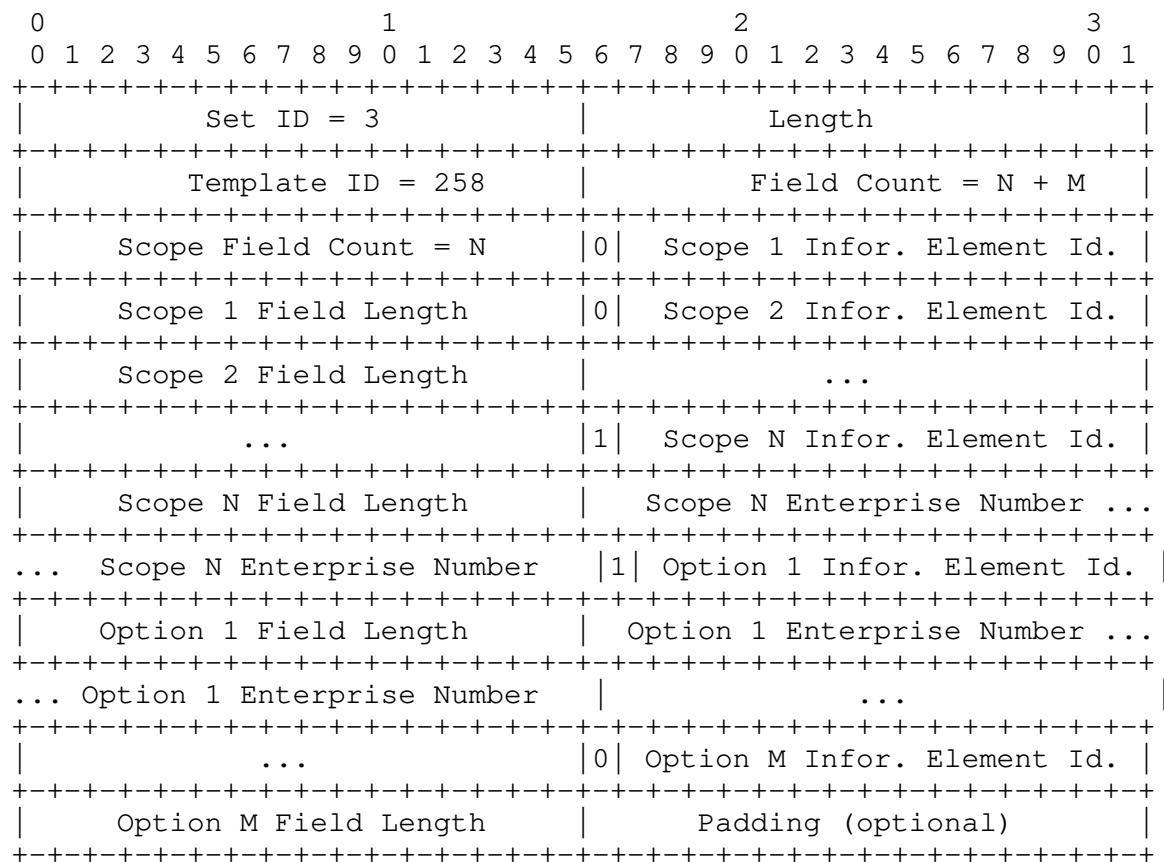 0                   1                   2                   3
 0 1 2 3 4 5 6 7 8 9 0 1 2 3 4 5 6 7 8 9 0 1 2 3 4 5 6 7 8 9 0 1
+-+-+-+-+-+-+-+-+-+-+-+-+-+-+-+-+-+-+-+-+-+-+-+-+-+-+-+-+-+-+-+-+
|          Set ID = 3           |          Length               |
+-+-+-+-+-+-+-+-+-+-+-+-+-+-+-+-+-+-+-+-+-+-+-+-+-+-+-+-+-+-+-+-+
|         Template ID = 258     |         Field Count = N + M   |
+-+-+-+-+-+-+-+-+-+-+-+-+-+-+-+-+-+-+-+-+-+-+-+-+-+-+-+-+-+-+-+-+
|     Scope Field Count = N     |0|  Scope 1 Infor. Element Id. |
+-+-+-+-+-+-+-+-+-+-+-+-+-+-+-+-+-+-+-+-+-+-+-+-+-+-+-+-+-+-+-+-+
|     Scope 1 Field Length      |0|  Scope 2 Infor. Element Id. |
+-+-+-+-+-+-+-+-+-+-+-+-+-+-+-+-+-+-+-+-+-+-+-+-+-+-+-+-+-+-+-+-+
|     Scope 2 Field Length      |             ...               |
+-+-+-+-+-+-+-+-+-+-+-+-+-+-+-+-+-+-+-+-+-+-+-+-+-+-+-+-+-+-+-+-+
|            ...                |1|  Scope N Infor. Element Id. |
+-+-+-+-+-+-+-+-+-+-+-+-+-+-+-+-+-+-+-+-+-+-+-+-+-+-+-+-+-+-+-+-+
|     Scope N Field Length      |   Scope N Enterprise Number ...
+-+-+-+-+-+-+-+-+-+-+-+-+-+-+-+-+-+-+-+-+-+-+-+-+-+-+-+-+-+-+-+-+
...  Scope N Enterprise Number   |1| Option 1 Infor. Element Id. |
+-+-+-+-+-+-+-+-+-+-+-+-+-+-+-+-+-+-+-+-+-+-+-+-+-+-+-+-+-+-+-+-+
|    Option 1 Field Length      |  Option 1 Enterprise Number ...
+-+-+-+-+-+-+-+-+-+-+-+-+-+-+-+-+-+-+-+-+-+-+-+-+-+-+-+-+-+-+-+-+
... Option 1 Enterprise Number   |              ...               |
+-+-+-+-+-+-+-+-+-+-+-+-+-+-+-+-+-+-+-+-+-+-+-+-+-+-+-+-+-+-+-+-+
|             ...               |0| Option M Infor. Element Id. |
+-+-+-+-+-+-+-+-+-+-+-+-+-+-+-+-+-+-+-+-+-+-+-+-+-+-+-+-+-+-+-+-+
|     Option M Field Length     |      Padding (optional)       |
+-+-+-+-+-+-+-+-+-+-+-+-+-+-+-+-+-+-+-+-+-+-+-+-+-+-+-+-+-+-+-+-+